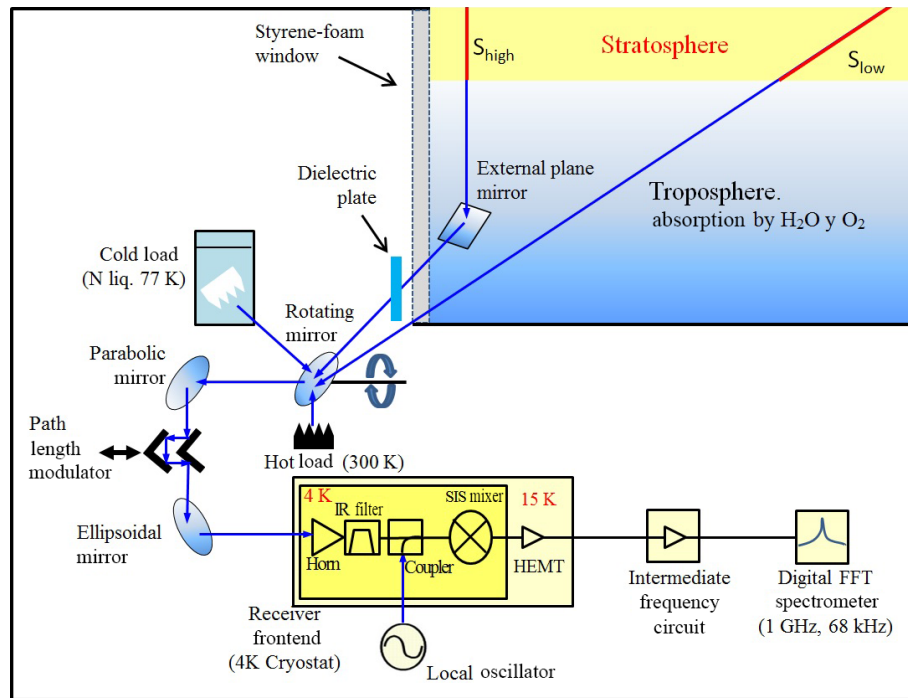 Styrene-foam
window
S_high
Stratosphere
S_low
External plane
mirror
Dielectric
plate
Troposphere.
absorption by H₂O y O₂
Cold load
(N liq. 77 K)
Rotating
mirror
Parabolic
mirror
Path
length
modulator
Hot load (300 K)
Ellipsoidal
mirror
4 K
IR filter
SIS mixer
15 K
Horn
Coupler
HEMT
Receiver
frontend
(4K Cryostat)
Local oscillator
Intermediate
frequency
circuit
Digital FFT
spectrometer
(1 GHz, 68 kHz)